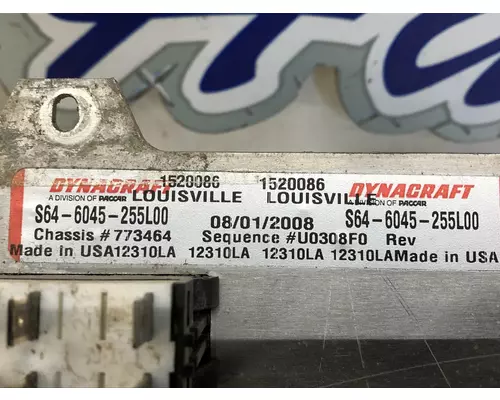 1520086 1520086
DYNACRAFT LOUISVILLE LOUISVILLE DYNACRAFT
A DIVISION OF PACCAR A DIVISION OF PACCAR
S64-6045-255L00 08/01/2008 S64-6045-255L00
Chassis #773464 Sequence #U0308F0 Rev
Made in USA12310LA 12310LA 12310LA 12310LAMade in USA